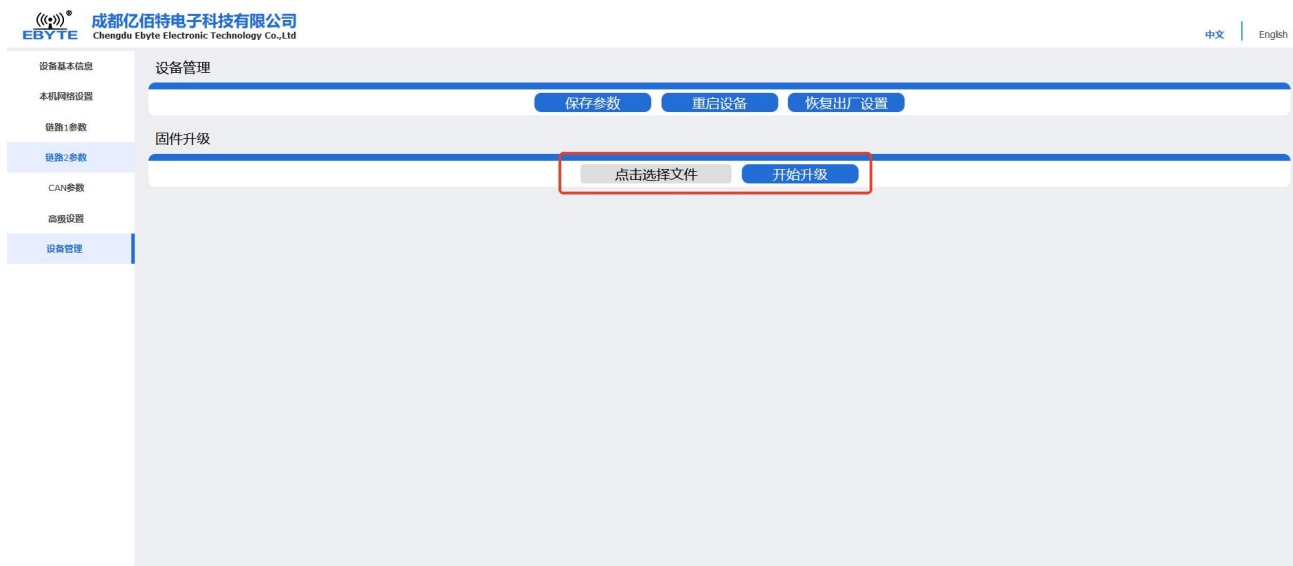 EBYTE ®
成都亿佰特电子科技有限公司
Chengdu Ebyte Electronic Technology Co.,Ltd
中文 English
设备基本信息
本机网络设置
链路1参数
链路2参数
CAN参数
高级设置
设备管理
设备管理
保存参数 重启设备 恢复出厂设置
固件升级
点击选择文件 开始升级